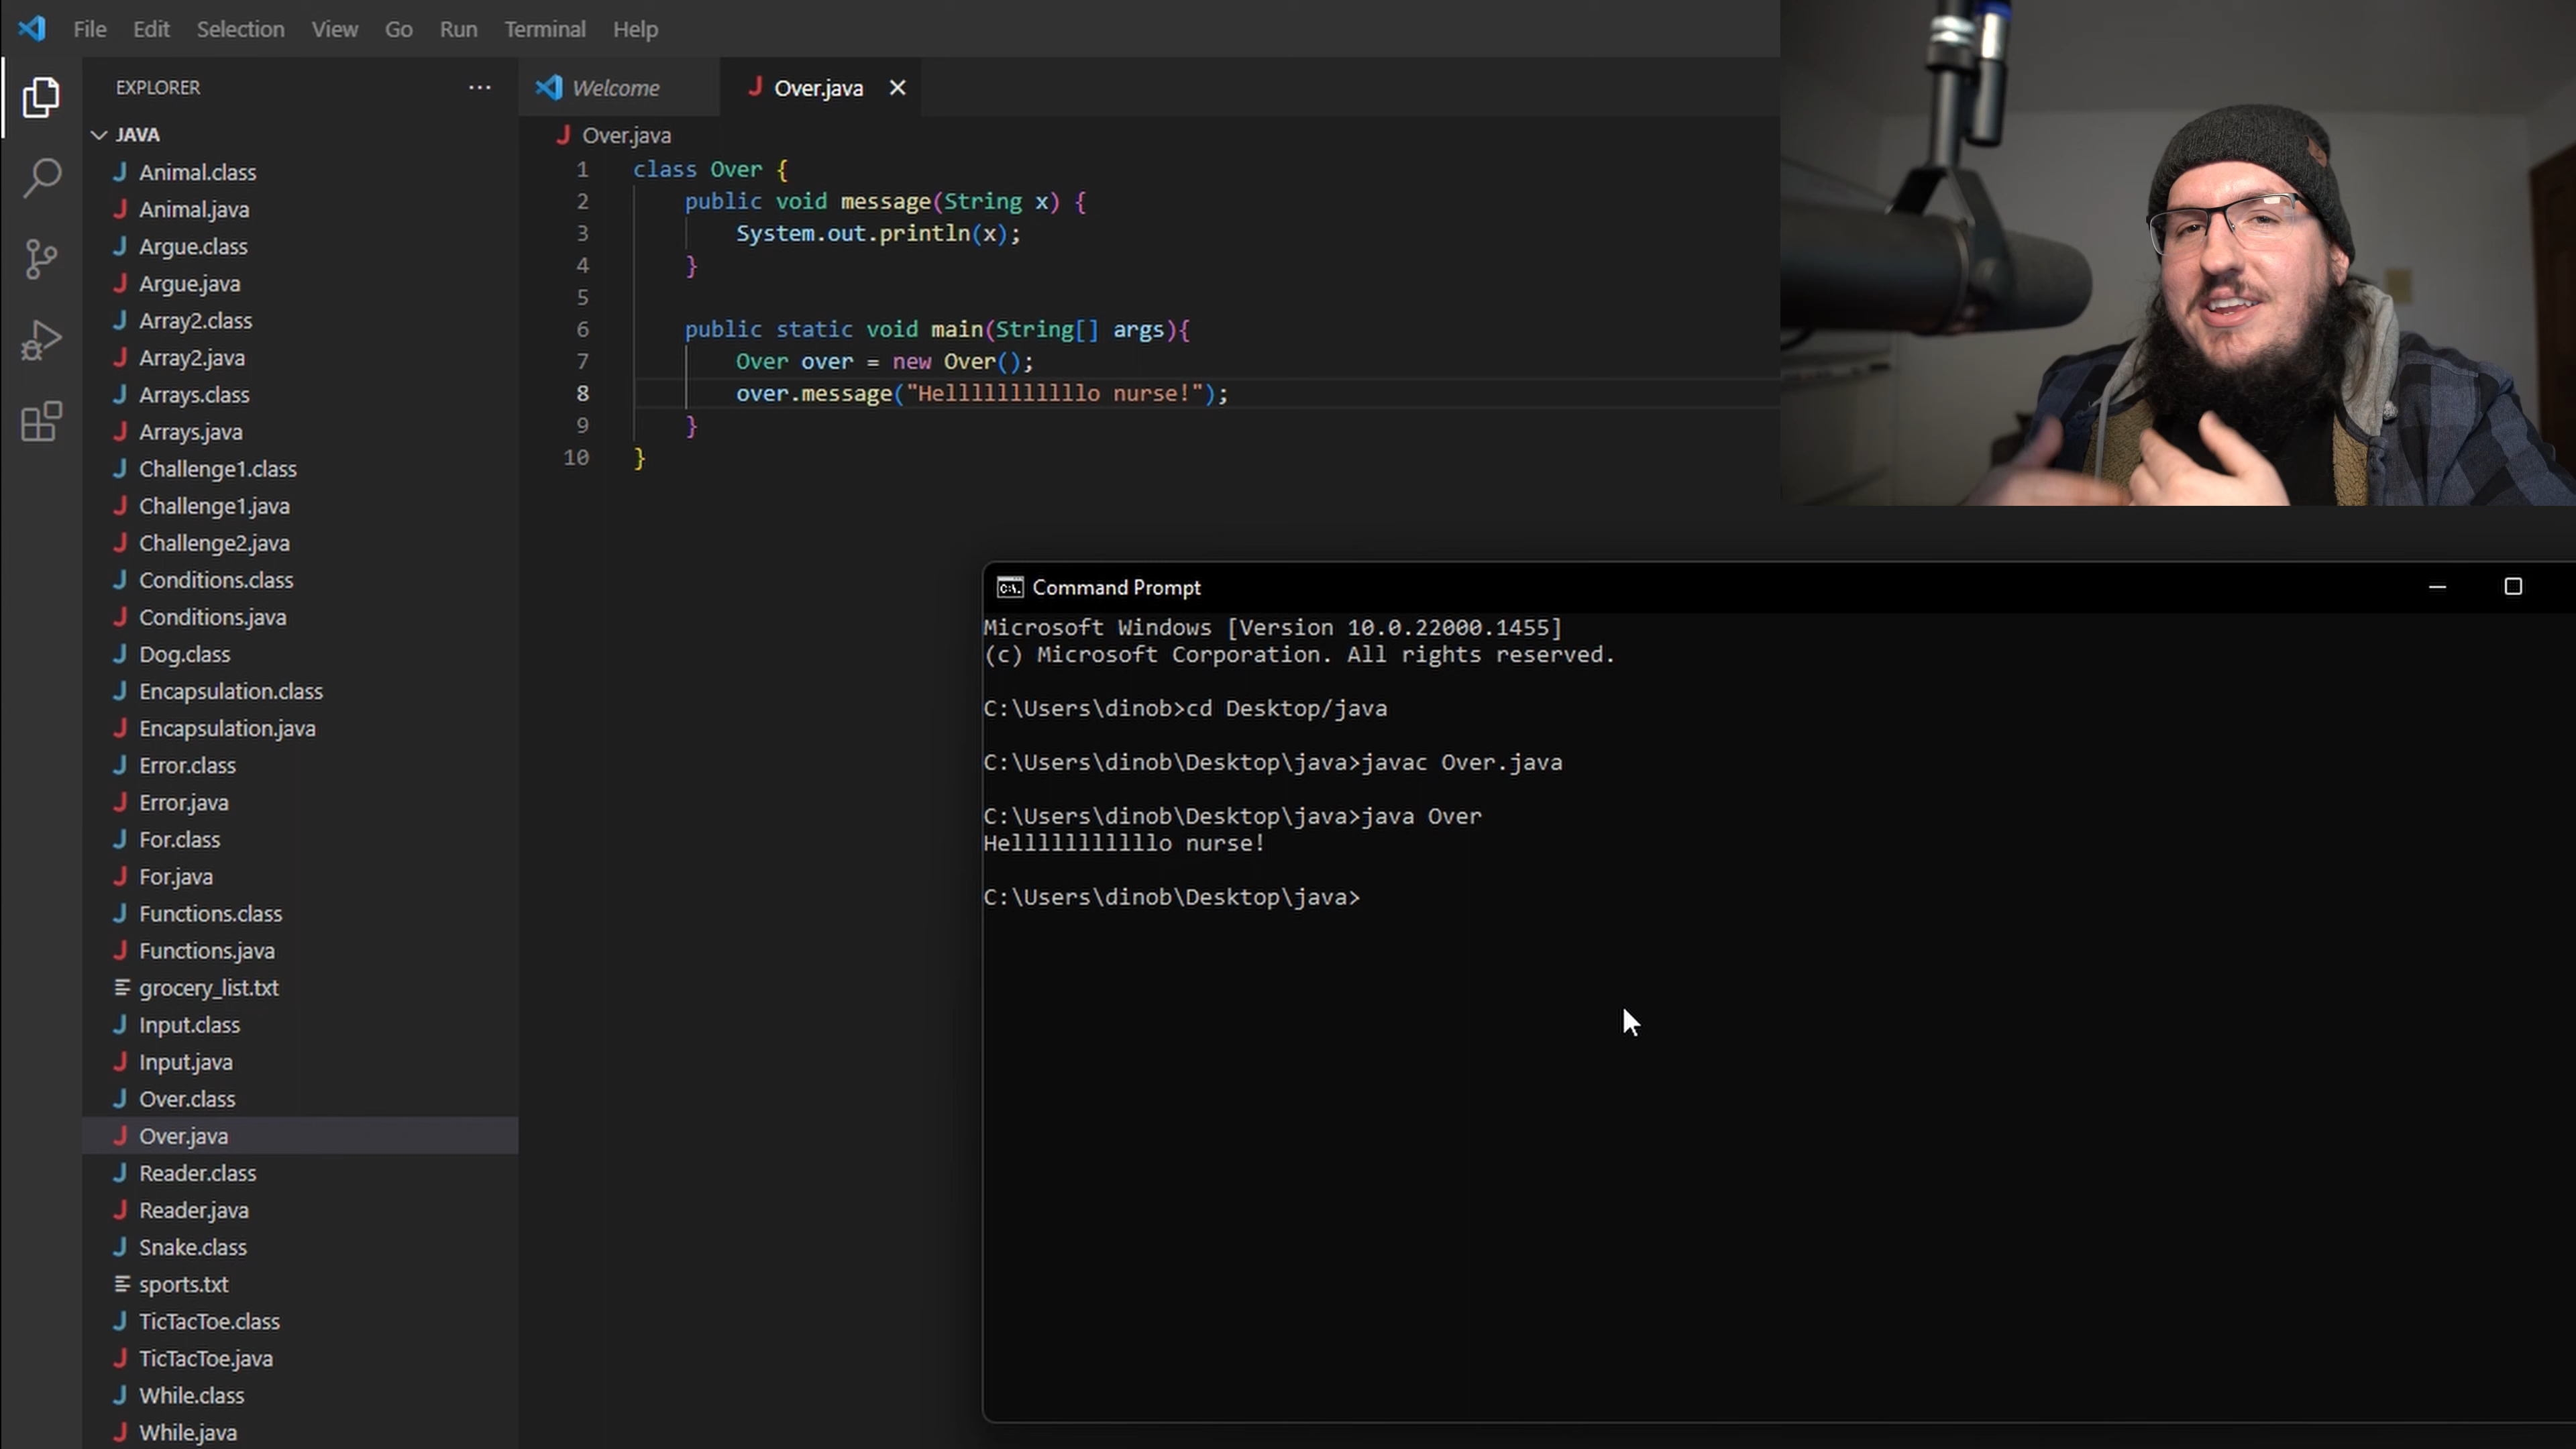 File Edit Selection View Go Run Terminal Help
EXPLORER ...
JAVA
Animal.class
Animal.java
Argue.class
Argue.java
Array2.class
Array2.java
Arrays.class
Arrays.java
Challenge1.class
Challenge1.java
Challenge2.java
Conditions.class
Conditions.java
Dog.class
Encapsulation.class
Encapsulation.java
Error.class
Error.java
For.class
For.java
Functions.class
Functions.java
grocery_list.txt
Input.class
Input.java
Over.class
Over.java
Reader.class
Reader.java
Snake.class
sports.txt
TicTacToe.class
TicTacToe.java
While.class
While.java
Welcome
J Over.java
J Over.java
1 class Over {
2 public void message(String x) {
3 System.out.println(x);
4 }
5
6 public static void main(String[] args){
7 Over over = new Over();
8 over.message("Hellllllllllllo nurse!");
9 }
10 }
Command Prompt
Microsoft Windows [Version 10.0.22000.1455]
(c) Microsoft Corporation. All rights reserved.
C:\Users\dinob>cd Desktop/java
C:\Users\dinob\Desktop\java>javac Over.java
C:\Users\dinob\Desktop\java>java Over
Hellllllllllllo nurse!
C:\Users\dinob\Desktop\java>